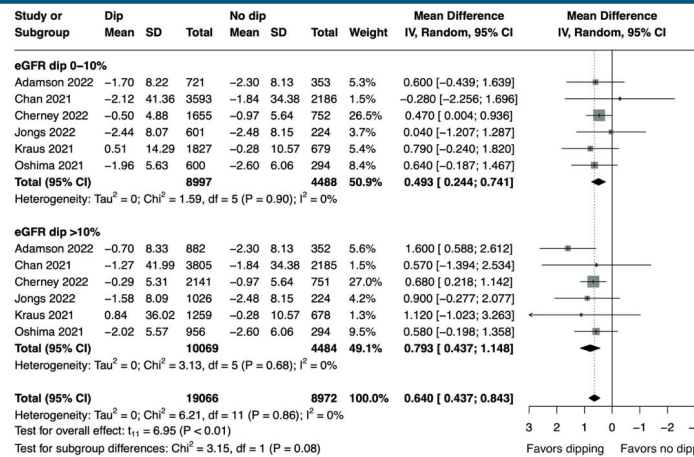 Study or Dip No dip Mean Difference Mean Difference
Subgroup Mean SD Total Mean SD Total Weight IV, Random, 95% CI IV, Random, 95% CI
eGFR dip 0–10%
Adamson 2022 −1.70 8.22 721 −2.30 8.13 353 5.3% 0.600 [−0.439; 1.639]
Chan 2021 −2.12 41.36 3593 −1.84 34.38 2186 1.5% −0.280 [−2.256; 1.696]
Cherney 2022 −0.50 4.88 1655 −0.97 5.64 752 26.5% 0.470 [ 0.004; 0.936]
Jongs 2022 −2.44 8.07 601 −2.48 8.15 224 3.7% 0.040 [−1.207; 1.287]
Kraus 2021 0.51 14.29 1827 −0.28 10.57 679 5.4% 0.790 [−0.240; 1.820]
Oshima 2021 −1.96 5.63 600 −2.60 6.06 294 8.4% 0.640 [−0.187; 1.467]
Total (95% CI) 8997 4488 50.9% 0.493 [ 0.244; 0.741]
Heterogeneity: Tau² = 0; Chi² = 1.59, df = 5 (P = 0.90); I² = 0%
eGFR dip >10%
Adamson 2022 −0.70 8.33 882 −2.30 8.13 352 5.6% 1.600 [ 0.588; 2.612]
Chan 2021 −1.27 41.99 3805 −1.84 34.38 2185 1.5% 0.570 [−1.394; 2.534]
Cherney 2022 −0.29 5.31 2141 −0.97 5.64 751 27.0% 0.680 [ 0.218; 1.142]
Jongs 2022 −1.58 8.09 1026 −2.48 8.15 224 4.2% 0.900 [−0.277; 2.077]
Kraus 2021 0.84 36.02 1259 −0.28 10.57 678 1.3% 1.120 [−1.023; 3.263]
Oshima 2021 −2.02 5.57 956 −2.60 6.06 294 9.5% 0.580 [−0.198; 1.358]
Total (95% CI) 10069 4484 49.1% 0.793 [ 0.437; 1.148]
Heterogeneity: Tau² = 0; Chi² = 3.13, df = 5 (P = 0.68); I² = 0%
Total (95% CI) 19066 8972 100.0% 0.640 [ 0.437; 0.843]
Heterogeneity: Tau² = 0; Chi² = 6.21, df = 11 (P = 0.86); I² = 0%
Test for overall effect: t₁₁ = 6.95 (P < 0.01)
Test for subgroup differences: Chi² = 3.15, df = 1 (P = 0.08)
3 2 1 0 −1 −2
Favors dipping Favors no